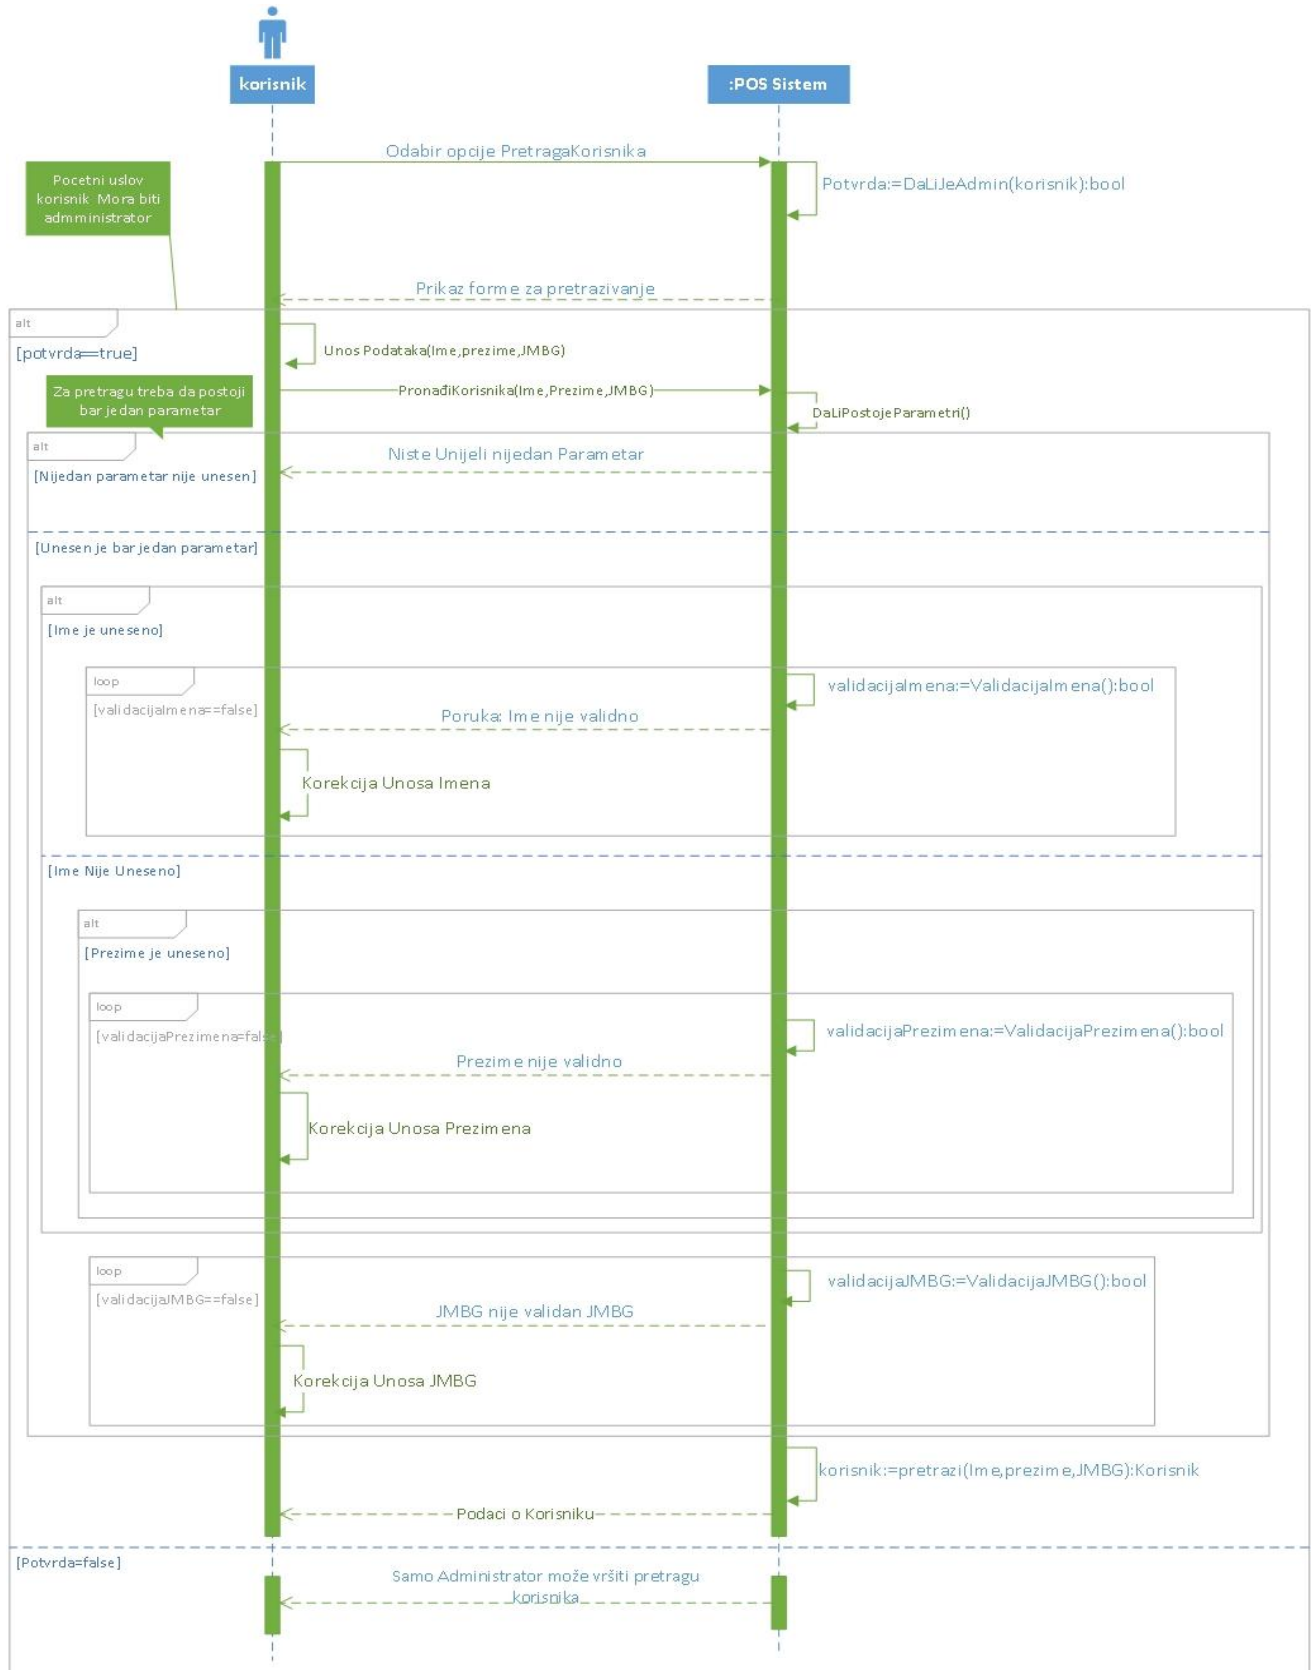 korisnik
:POS Sistem
Odabir opcije PretragaKorisnika
Pocetni uslov
korisnik Mora biti
admministrator
Potvrda:=DaLiJeAdmin(korisnik):bool
Prikaz forme za pretrazivanje
alt
[potvrda==true]
Unos Podataka(Ime,prezime,JMBG)
Za pretragu treba da postoji
bar jedan parametar
PronađiKorisnika(Ime,Prezime,JMBG)
DaLiPostojeParametri()
alt
Niste Unijeli nijedan Parametar
[Nijedan parametar nije unesen]
[Unesen je bar jedan parametar]
alt
[Ime je uneseno]
loop
validacijaImena:=ValidacijaImena():bool
[validacijaImena==false]
Poruka: Ime nije validno
Korekcija Unosa Imena
[Ime Nije Uneseno]
alt
[Prezime je uneseno]
loop
validacijaPrezimena:=ValidacijaPrezimena():bool
[validacijaPrezimena=false]
Prezime nije validno
Korekcija Unosa Prezimena
loop
validacijaJMBG:=ValidacijaJMBG():bool
[validacijaJMBG==false]
JMBG nije validan JMBG
Korekcija Unosa JMBG
korisnik:=pretrazi(Ime,prezime,JMBG):Korisnik
Podaci o Korisniku
[Potvrda=false]
Samo Administrator može vršiti pretragu
korisnika